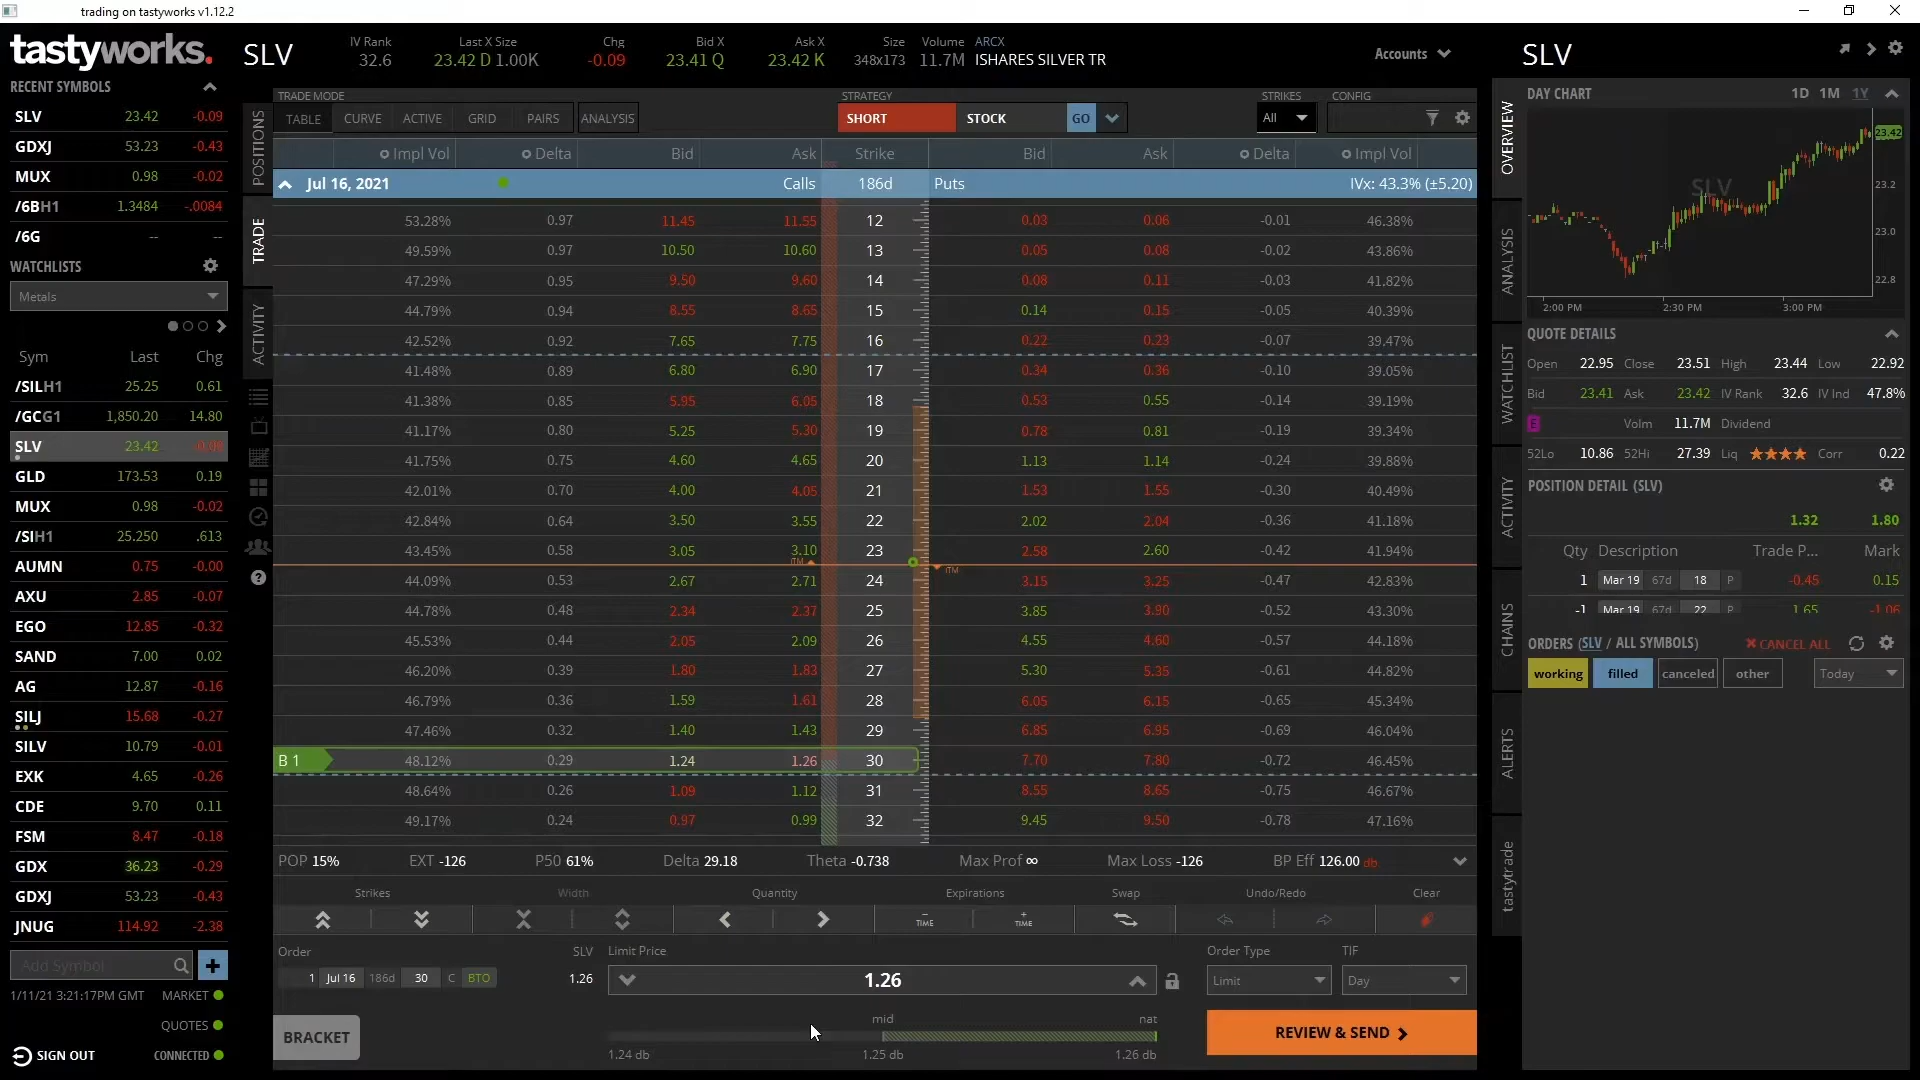 trading on tastyworks v1.12.2
tastyworks.
SLV
IV Rank Last X Size Chg Bid X Ask X Size Volume ARCX
32.6 23.42 D 1.00K -0.09 23.41 Q 23.42 K 348x173 11.7M ISHARES SILVER TR
Accounts
RECENT SYMBOLS
SLV 23.42 -0.09
GDXJ 53.23 -0.43
MUX 0.98 -0.02
/6BH1 1.3484 -.0084
/6G -- --
WATCHLISTS
Metals
Sym Last Chg
/SILH1 25.25 0.61
/GCG1 1,850.20 14.80
SLV 23.42 -0.09
GLD 173.53 0.19
MUX 0.98 -0.02
/SIH1 25.250 .613
AUMN 0.75 -0.00
AXU 2.85 -0.07
EGO 12.85 -0.32
SAND 7.00 0.02
AG 12.87 -0.16
SILJ 15.68 -0.27
SILV 10.79 -0.01
EXK 4.65 -0.26
CDE 9.70 0.11
FSM 8.47 -0.18
GDX 36.23 -0.29
GDXJ 53.23 -0.43
JNUG 114.92 -2.38
Add Symbol
1/11/21 3:21:17PM GMT MARKET
QUOTES
SIGN OUT CONNECTED
POSITIONS
TRADE
ACTIVITY
TRADE MODE STRATEGY STRIKES CONFIG
TABLE CURVE ACTIVE GRID PAIRS ANALYSIS SHORT STOCK GO All
Impl Vol Delta Bid Ask Strike Bid Ask Delta Impl Vol
Jul 16, 2021 Calls 186d Puts IVx: 43.3% (±5.20)
53.28% 0.97 11.45 11.55 12 0.03 0.06 -0.01 46.38%
49.59% 0.97 10.50 10.60 13 0.05 0.08 -0.02 43.86%
47.29% 0.95 9.50 9.60 14 0.08 0.11 -0.03 41.82%
44.79% 0.94 8.55 8.65 15 0.14 0.15 -0.05 40.39%
42.52% 0.92 7.65 7.75 16 0.22 0.23 -0.07 39.47%
41.48% 0.89 6.80 6.90 17 0.34 0.36 -0.10 39.05%
41.38% 0.85 5.95 6.05 18 0.53 0.55 -0.14 39.19%
41.17% 0.80 5.25 5.30 19 0.78 0.81 -0.19 39.34%
41.75% 0.75 4.60 4.65 20 1.13 1.14 -0.24 39.88%
42.01% 0.70 4.00 4.05 21 1.53 1.55 -0.30 40.49%
42.84% 0.64 3.50 3.55 22 2.02 2.04 -0.36 41.18%
43.45% 0.58 3.05 3.10 23 2.58 2.60 -0.42 41.94%
ITM ITM
44.09% 0.53 2.67 2.71 24 3.15 3.25 -0.47 42.83%
44.78% 0.48 2.34 2.37 25 3.85 3.90 -0.52 43.30%
45.53% 0.44 2.05 2.09 26 4.55 4.60 -0.57 44.18%
46.20% 0.39 1.80 1.83 27 5.30 5.35 -0.61 44.82%
46.79% 0.36 1.59 1.61 28 6.05 6.15 -0.65 45.34%
47.46% 0.32 1.40 1.43 29 6.85 6.95 -0.69 46.04%
B 1 48.12% 0.29 1.24 1.26 30 7.70 7.80 -0.72 46.45%
48.64% 0.26 1.09 1.12 31 8.55 8.65 -0.75 46.67%
49.17% 0.24 0.97 0.99 32 9.45 9.50 -0.78 47.16%
POP 15% EXT -126 P50 61% Delta 29.18 Theta -0.738 Max Prof ∞ Max Loss -126 BP Eff 126.00 db
Strikes Width Quantity Expirations Swap Undo/Redo Clear
TIME TIME
Order SLV Limit Price Order Type TIF
1 Jul 16 186d 30 C BTO 1.26 1.26 Limit Day
BRACKET mid nat REVIEW & SEND
1.24 db 1.25 db 1.26 db
OVERVIEW
ANALYSIS
WATCHLIST
ACTIVITY
CHAINS
ALERTS
tastytrade
SLV
DAY CHART 1D 1M 1Y
SLV
23.42
23.2
23.0
22.8
2:00 PM 2:30 PM 3:00 PM
QUOTE DETAILS
Open 22.95 Close 23.51 High 23.44 Low 22.92
Bid 23.41 Ask 23.42 IV Rank 32.6 IV Ind 47.8%
E Volm 11.7M Dividend
52Lo 10.86 52Hi 27.39 Liq ★★★★ Corr 0.22
POSITION DETAIL (SLV)
1.32 1.80
Qty Description Trade P... Mark
1 Mar 19 67d 18 P -0.45 0.15
-1 Mar 19 67d 22 P 1.65 -1.06
ORDERS (SLV / ALL SYMBOLS) CANCEL ALL
working filled canceled other Today